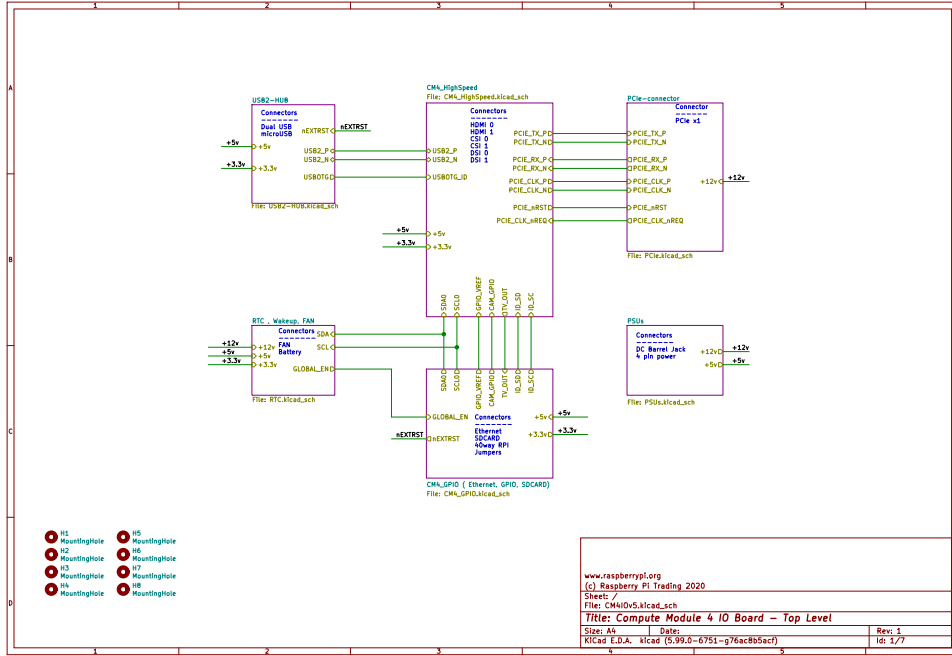 1 2 3 4 5
A
B
C
D
USB2-HUB
Connectors
-------
Dual USB
microUSB
nEXTRST
nEXTRST
+5v
+5v
+3.3v
+3.3v
USB2_P
USB2_N
USBOTG
File: USB2-HUB.kicad_sch
CM4_HighSpeed
File: CM4_HighSpeed.kicad_sch
Connectors
-------
HDMI 0
HDMI 1
CSI 0
CSI 1
DSI 0
DSI 1
USB2_P
USB2_N
USBOTG_ID
+5v
+5v
+3.3v
+3.3v
PCIE_TX_P
PCIE_TX_N
PCIE_RX_P
PCIE_RX_N
PCIE_CLK_P
PCIE_CLK_N
PCIE_nRST
PCIE_CLK_nREQ
SDA0
SCL0
GPIO_VREF
CAM_GPIO
TV_OUT
ID_SD
ID_SC
PCIe-connector
Connector
------
PCIe x1
PCIE_TX_P
PCIE_TX_N
PCIE_RX_P
PCIE_RX_N
PCIE_CLK_P
PCIE_CLK_N
PCIE_nRST
PCIE_CLK_nREQ
+12v
+12v
File: PCIe.kicad_sch
RTC , Wakeup, FAN
Connectors
-------
FAN
Battery
SDA
SCL
GLOBAL_EN
+12v
+12v
+5v
+5v
+3.3v
+3.3v
File: RTC.kicad_sch
SDA0
SCL0
GPIO_VREF
CAM_GPIO
TV_OUT
ID_SD
ID_SC
GLOBAL_EN
nEXTRST
nEXTRST
Connectors
-------
Ethernet
SDCARD
40way RPI
Jumpers
+5v
+5v
+3.3v
+3.3v
CM4_GPIO ( Ethernet, GPIO, SDCARD)
File: CM4_GPIO.kicad_sch
PSUs
Connectors
-------
DC Barrel Jack
4 pin power
+12v
+12v
+5v
+5v
File: PSUs.kicad_sch
H1
MountingHole
H2
MountingHole
H3
MountingHole
H4
MountingHole
H5
MountingHole
H6
MountingHole
H7
MountingHole
H8
MountingHole
www.raspberrypi.org
(c) Raspberry Pi Trading 2020
Sheet: /
File: CM4IOv5.kicad_sch
Title: Compute Module 4 IO Board - Top Level
Size: A4 Date: Rev: 1
KiCad E.D.A. kicad (5.99.0-6751-g76ac8b5acf) Id: 1/7
A
B
C
D
1 2 3 4 5